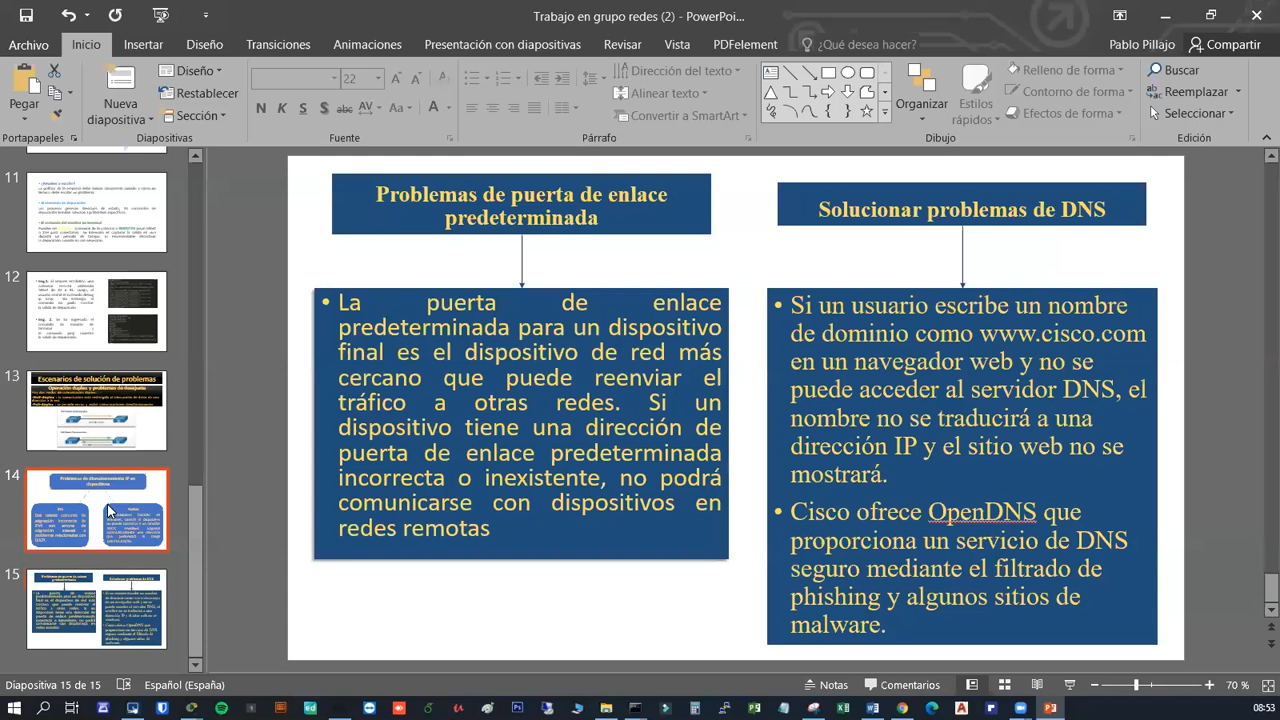 Trabajo en grupo redes (2) - PowerPoi...
Archivo
Inicio
Insertar
Diseño
Transiciones
Animaciones
Presentación con diapositivas
Revisar
Vista
PDFelement
¿Qué desea hacer?
Pablo Pillajo
Compartir
Pegar
Nueva
diapositiva
Diseño
Restablecer
Sección
22
Dirección del texto
Alinear texto
Convertir a SmartArt
Organizar
Estilos
rápidos
Relleno de forma
Contorno de forma
Efectos de forma
Buscar
Reemplazar
Seleccionar
Portapapeles
Diapositivas
Fuente
Párrafo
Dibujo
Edición
11
12
13
Escenarios de solución de problemas
14
15
Problemas de puerta de enlace
predeterminada
• La puerta de enlace
predeterminada para un dispositivo
final es el dispositivo de red más
cercano que puede reenviar el
tráfico a otras redes. Si un
dispositivo tiene una dirección de
puerta de enlace predeterminada
incorrecta o inexistente, no podrá
comunicarse con dispositivos en
redes remotas.
Solucionar problemas de DNS
• Si un usuario escribe un nombre
de dominio como www.cisco.com
en un navegador web y no se
puede acceder al servidor DNS, el
nombre no se traducirá a una
dirección IP y el sitio web no se
mostrará.
• Cisco ofrece OpenDNS que
proporciona un servicio de DNS
seguro mediante el filtrado de
phishing y algunos sitios de
malware.
Diapositiva 15 de 15
Español (España)
Notas
Comentarios
70 %
08:53